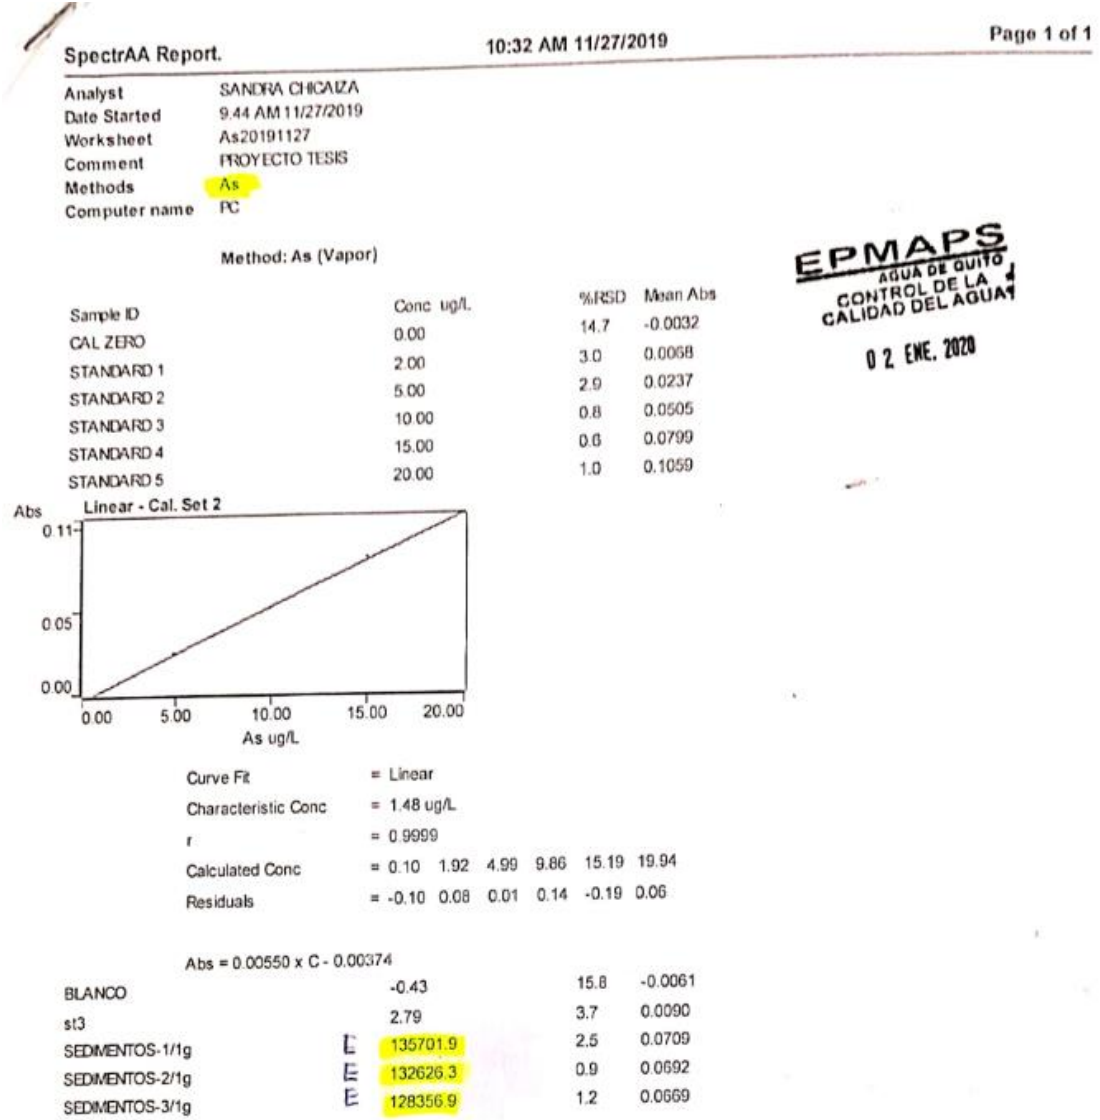 SpectrAA Report. 10:32 AM 11/27/2019 Page 1 of 1
Analyst SANDRA CHICAIZA
Date Started 9:44 AM 11/27/2019
Worksheet As20191127
Comment PROYECTO TESIS
Methods As
Computer name PC
Method: As (Vapor)
EPMAPS
AGUA DE QUITO
CONTROL DE LA
CALIDAD DEL AGUA
02 ENE. 2020
Sample ID Conc ug/L %RSD Mean Abs
CAL ZERO 0.00 14.7 -0.0032
STANDARD 1 2.00 3.0 0.0068
STANDARD 2 5.00 2.9 0.0237
STANDARD 3 10.00 0.8 0.0505
STANDARD 4 15.00 0.6 0.0799
STANDARD 5 20.00 1.0 0.1059
Abs Linear - Cal. Set 2
0.11
0.05
0.00
0.00 5.00 10.00 15.00 20.00
As ug/L
Curve Fit = Linear
Characteristic Conc = 1.48 ug/L
r = 0.9999
Calculated Conc = 0.10 1.92 4.99 9.86 15.19 19.94
Residuals = -0.10 0.08 0.01 0.14 -0.19 0.06
Abs = 0.00550 x C - 0.00374
BLANCO -0.43 15.8 -0.0061
st3 2.79 3.7 0.0090
SEDIMENTOS-1/1g E 135701.9 2.5 0.0709
SEDIMENTOS-2/1g E 132626.3 0.9 0.0692
SEDIMENTOS-3/1g E 128356.9 1.2 0.0669